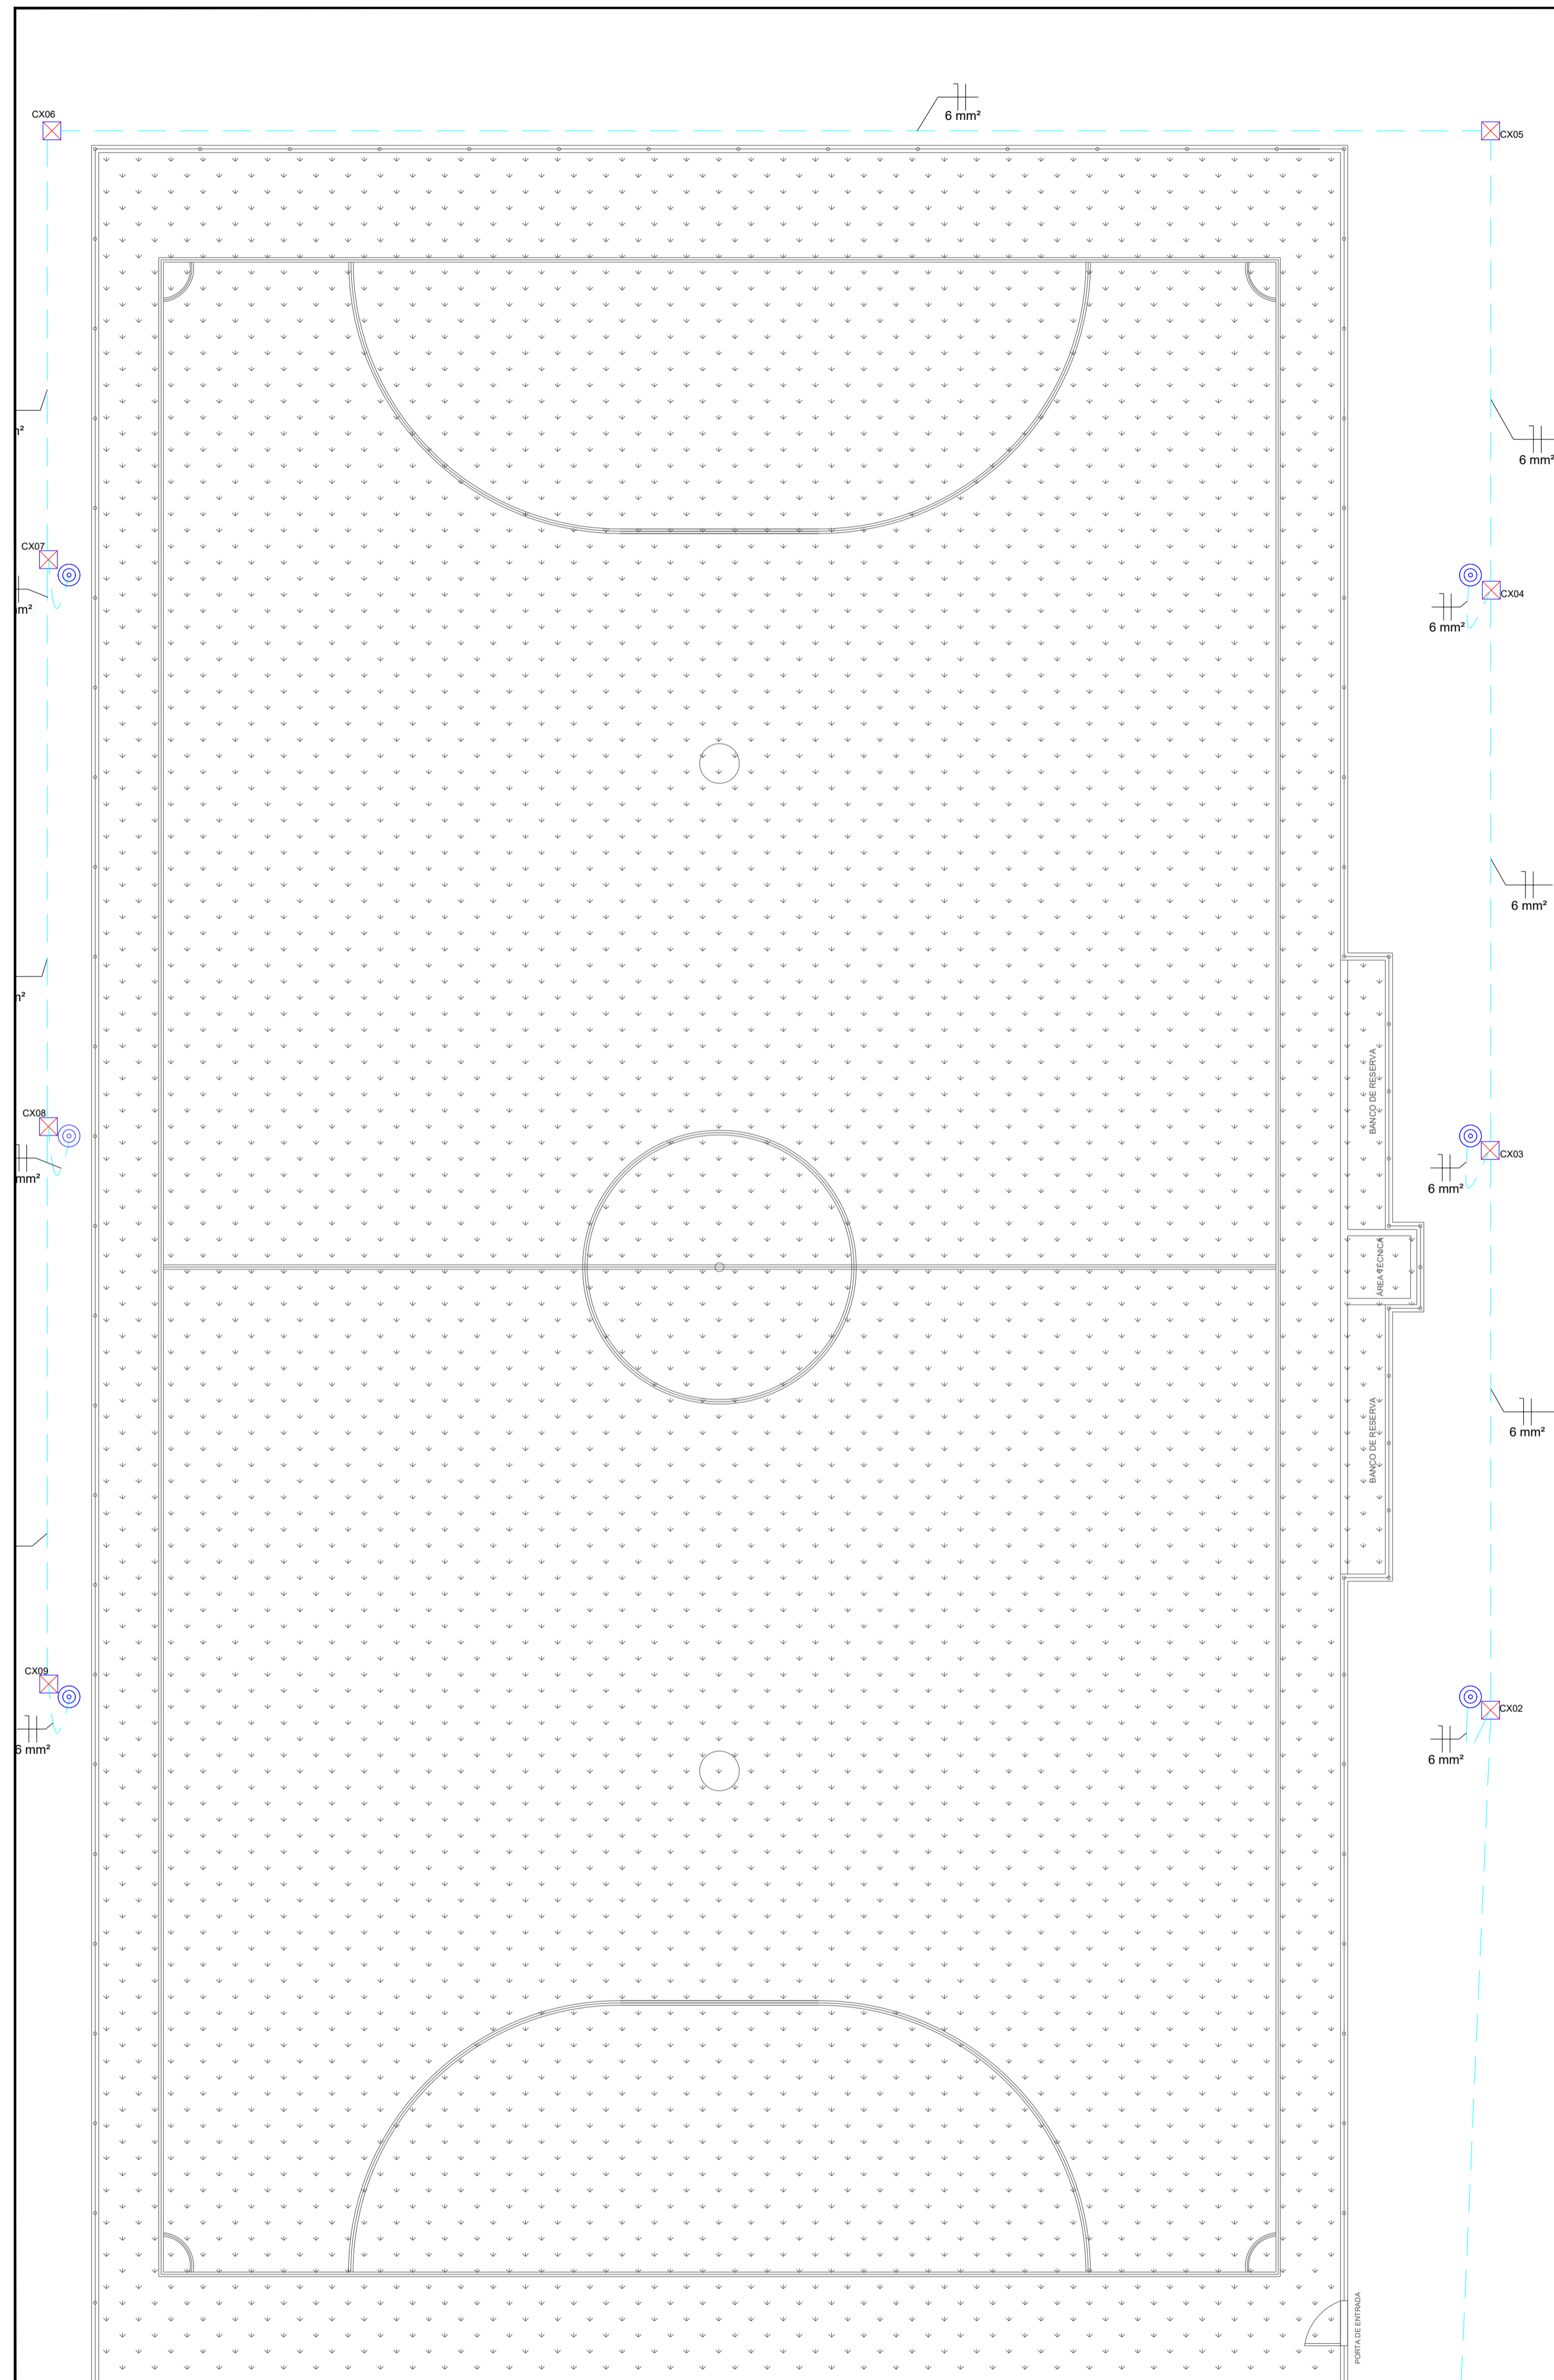 6 mm²
CX06
CX05
6 mm²
CX07
CX04
6 mm²
6 mm²
BANCO DE RESERVA
CX08
CX03
mm²
6 mm²
ÁREA TÉCNICA
BANCO DE RESERVA
6 mm²
CX09
CX02
6 mm²
6 mm²
PORTA DE ENTRADA